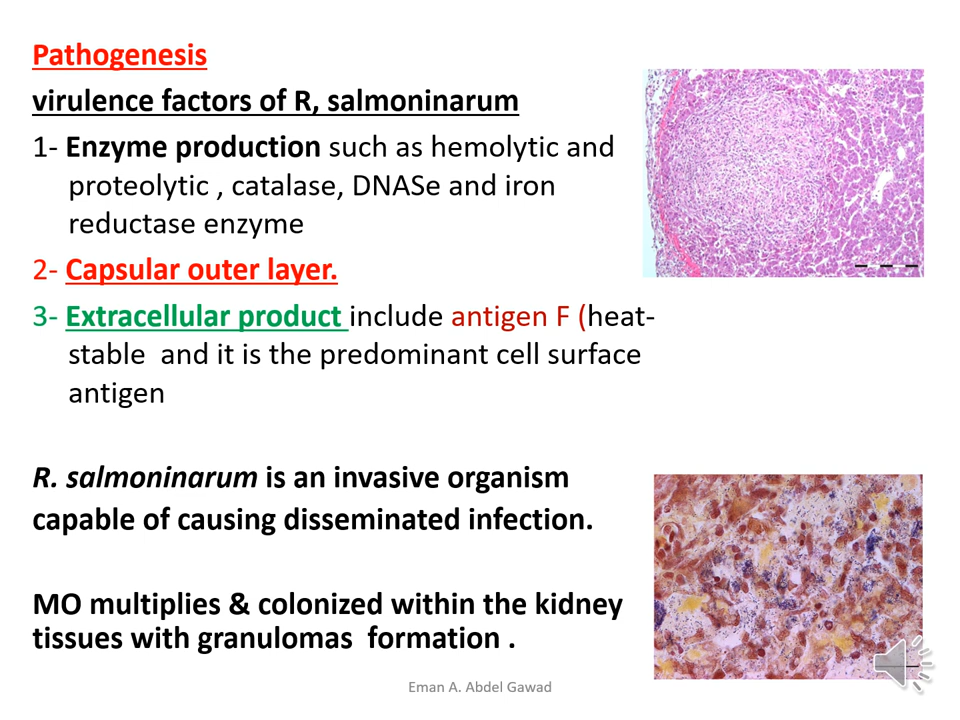 Pathogenesis
virulence factors of R, salmoninarum
1- Enzyme production such as hemolytic and
proteolytic , catalase, DNASe and iron
reductase enzyme
2- Capsular outer layer.
3- Extracellular product include antigen F (heat-
stable  and it is the predominant cell surface
antigen
R. salmoninarum is an invasive organism
capable of causing disseminated infection.
MO multiplies & colonized within the kidney
tissues with granulomas  formation .
Eman A. Abdel Gawad